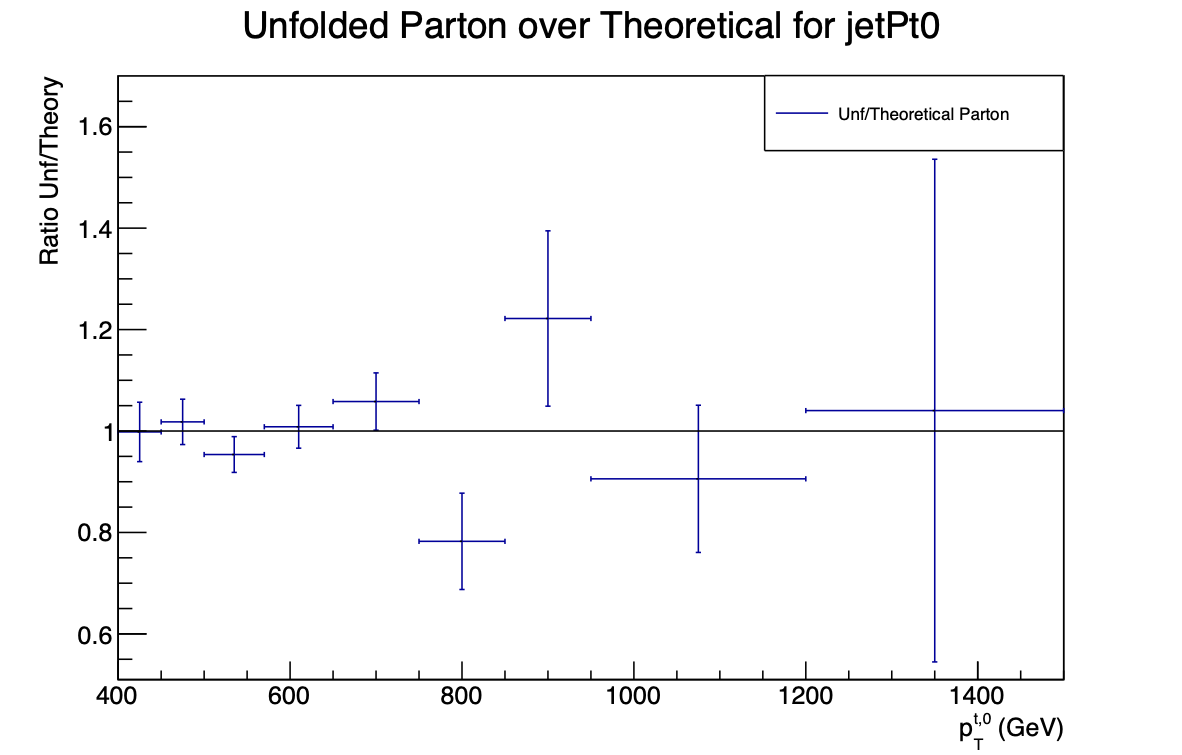 Unfolded Parton over Theoretical for jetPt0
Ratio Unf/Theory
Unf/Theoretical Parton
1.6
1.4
1.2
1
0.8
0.6
400 600 800 1000 1200 1400
p_T^{t,0} (GeV)